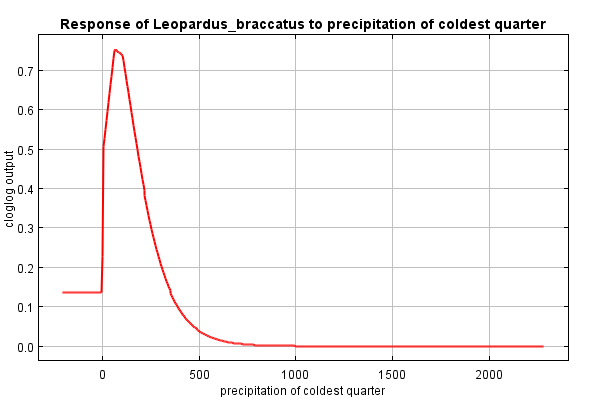 Response of Leopardus_braccatus to precipitation of coldest quarter
cloglog output
0.7
0.6
0.5
0.4
0.3
0.2
0.1
0.0
0 500 1000 1500 2000
precipitation of coldest quarter